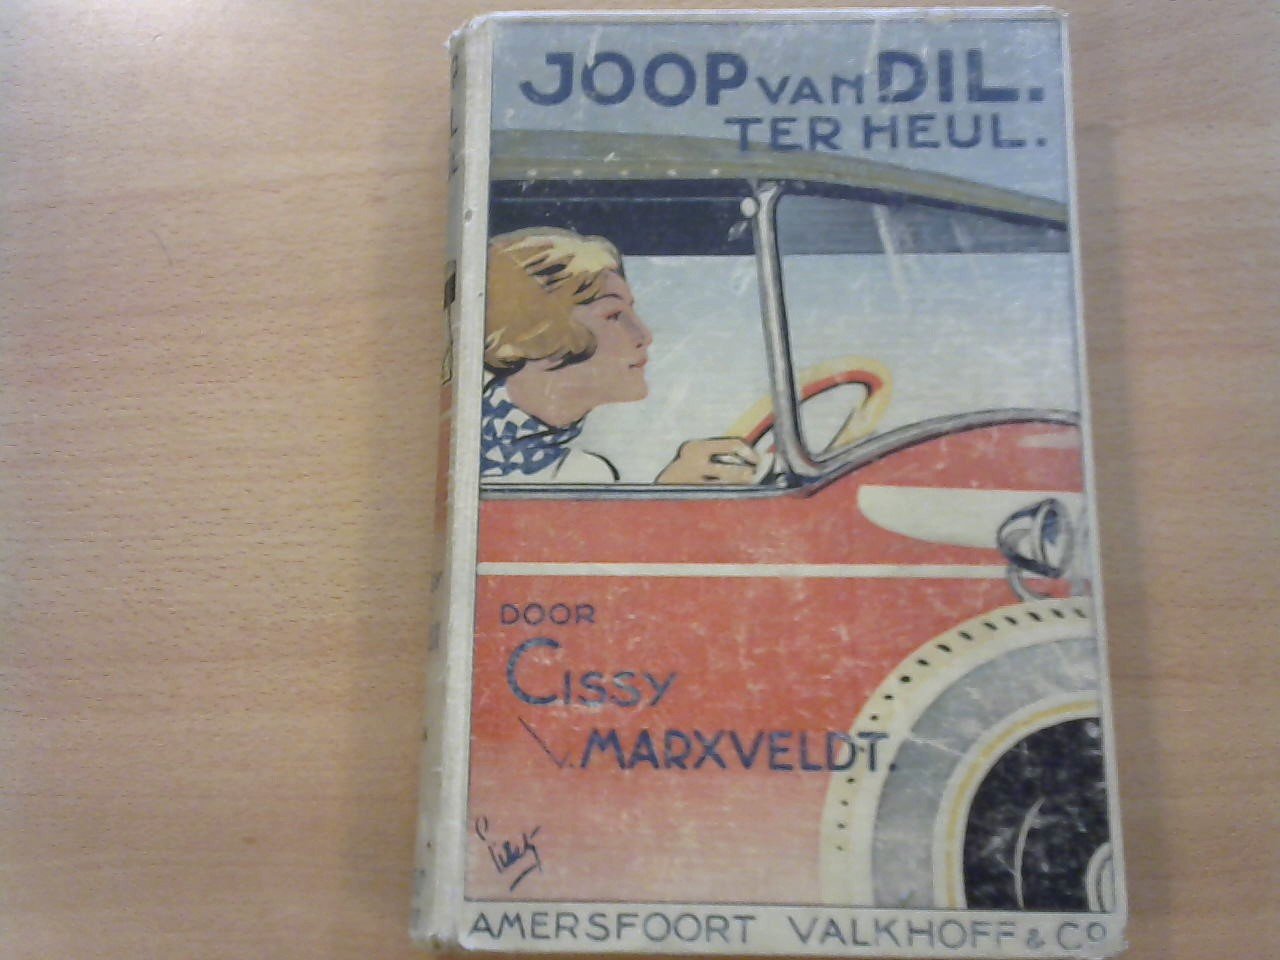 JOOP VAN DIL.
TER HEUL.
DOOR
CISSY
V. MARXVELDT.
AMERSFOORT VALKHOFF & Co